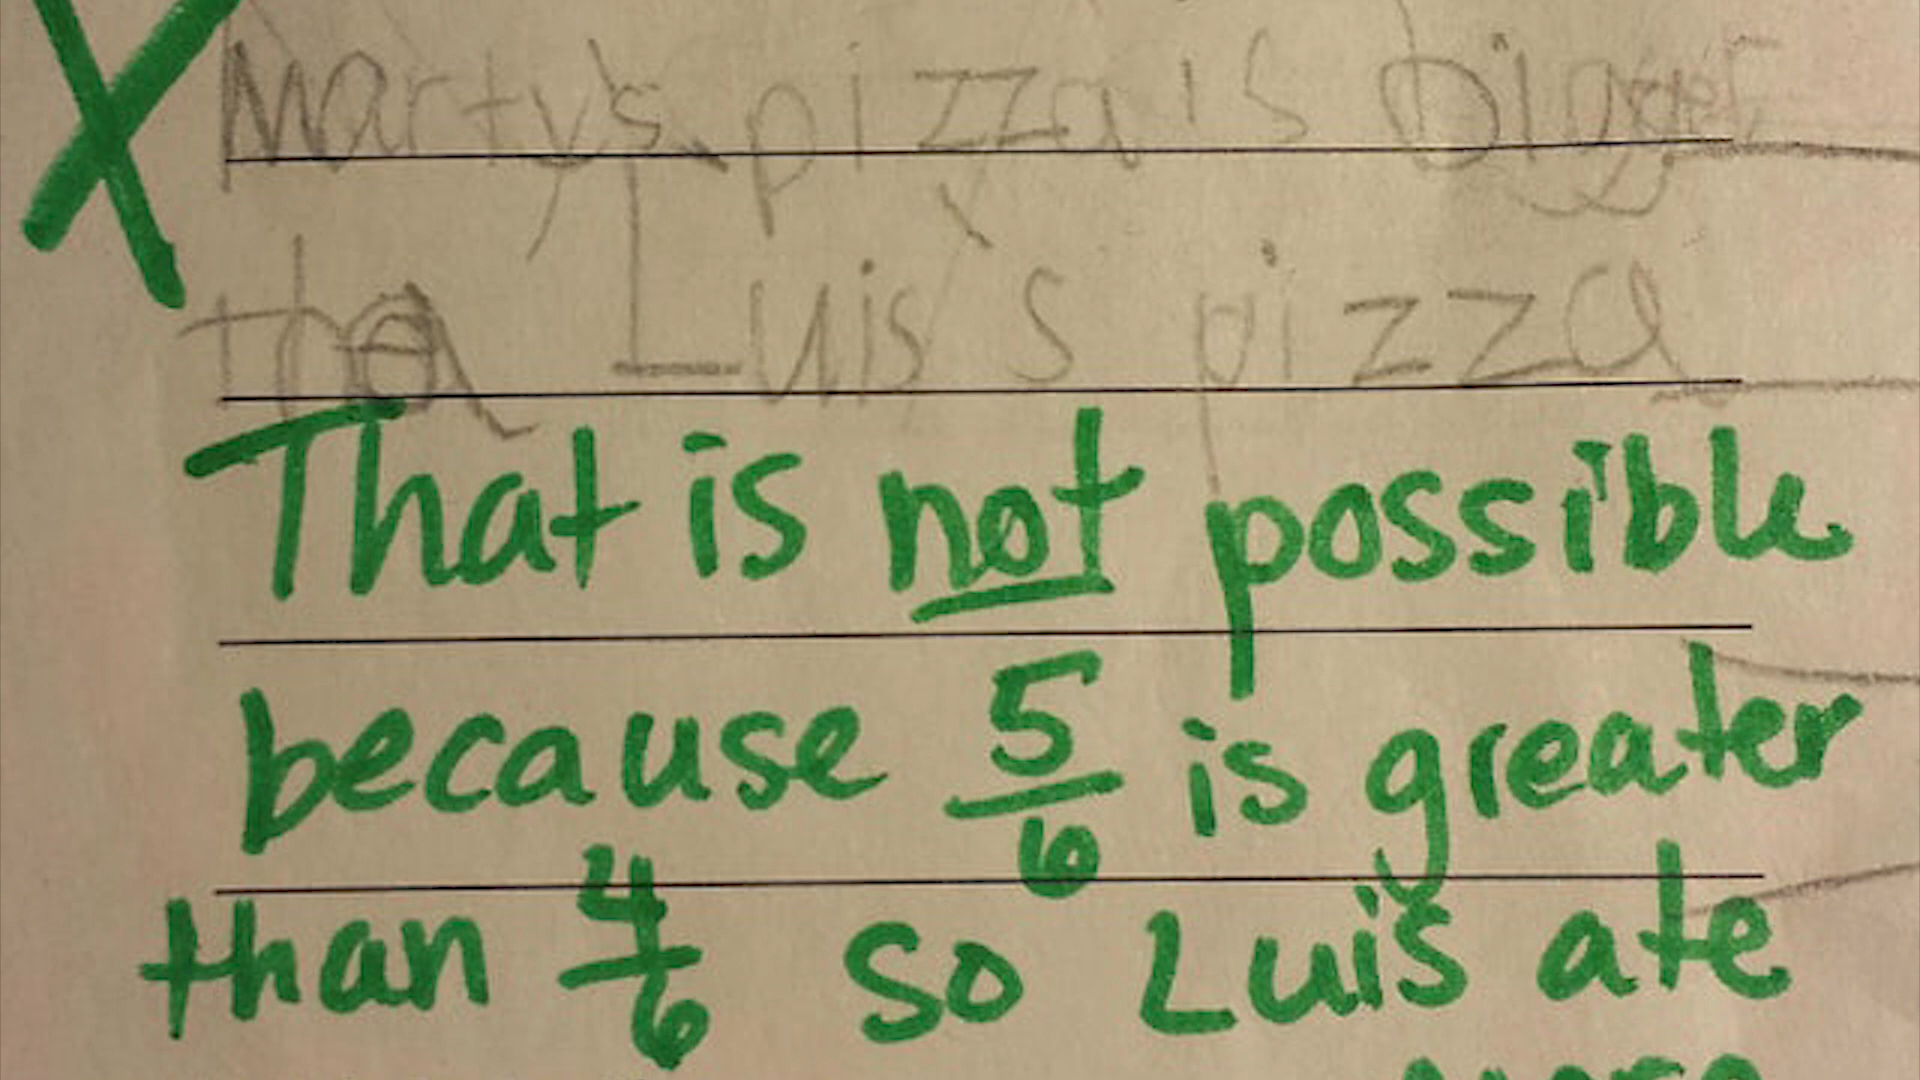 Marty's pizza is bigger
than Luis's pizza
That is not possible
because 5/6 is greater
than 4/6 so Luis ate
more